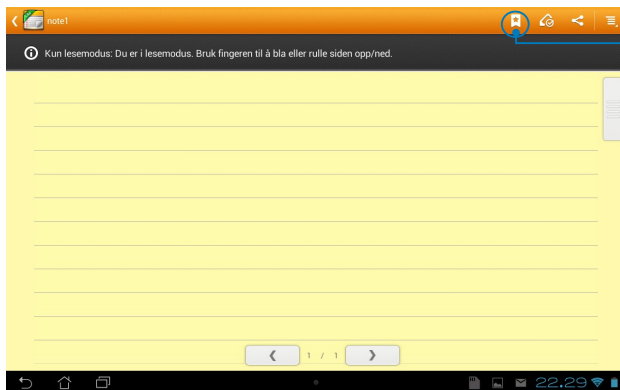 note1
Kun lesemodus: Du er i lesemodus. Bruk fingeren til å bla eller rulle siden opp/ned.
1 / 1
22.29